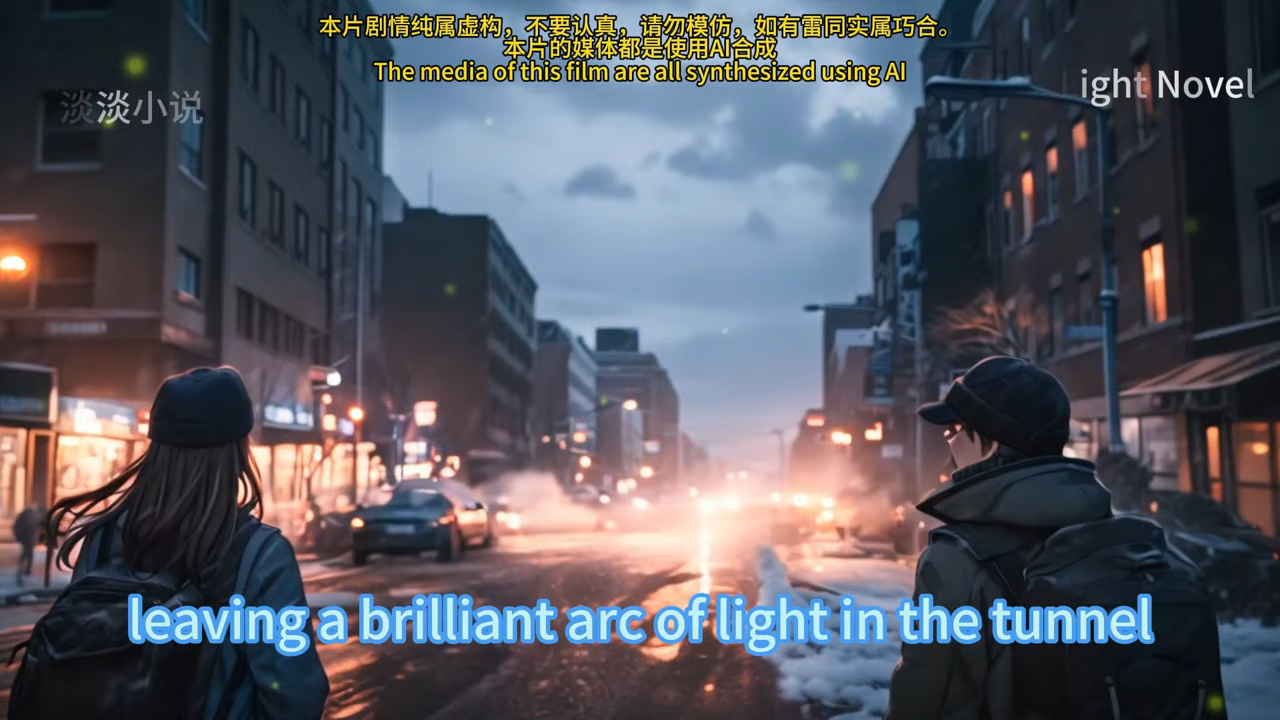 本片剧情纯属虚构，不要认真，请勿模仿，如有雷同实属巧合。
本片的媒体都是使用AI合成
The media of this film are all synthesized using AI
淡淡小说
ight Novel
leaving a brilliant arc of light in the tunnel